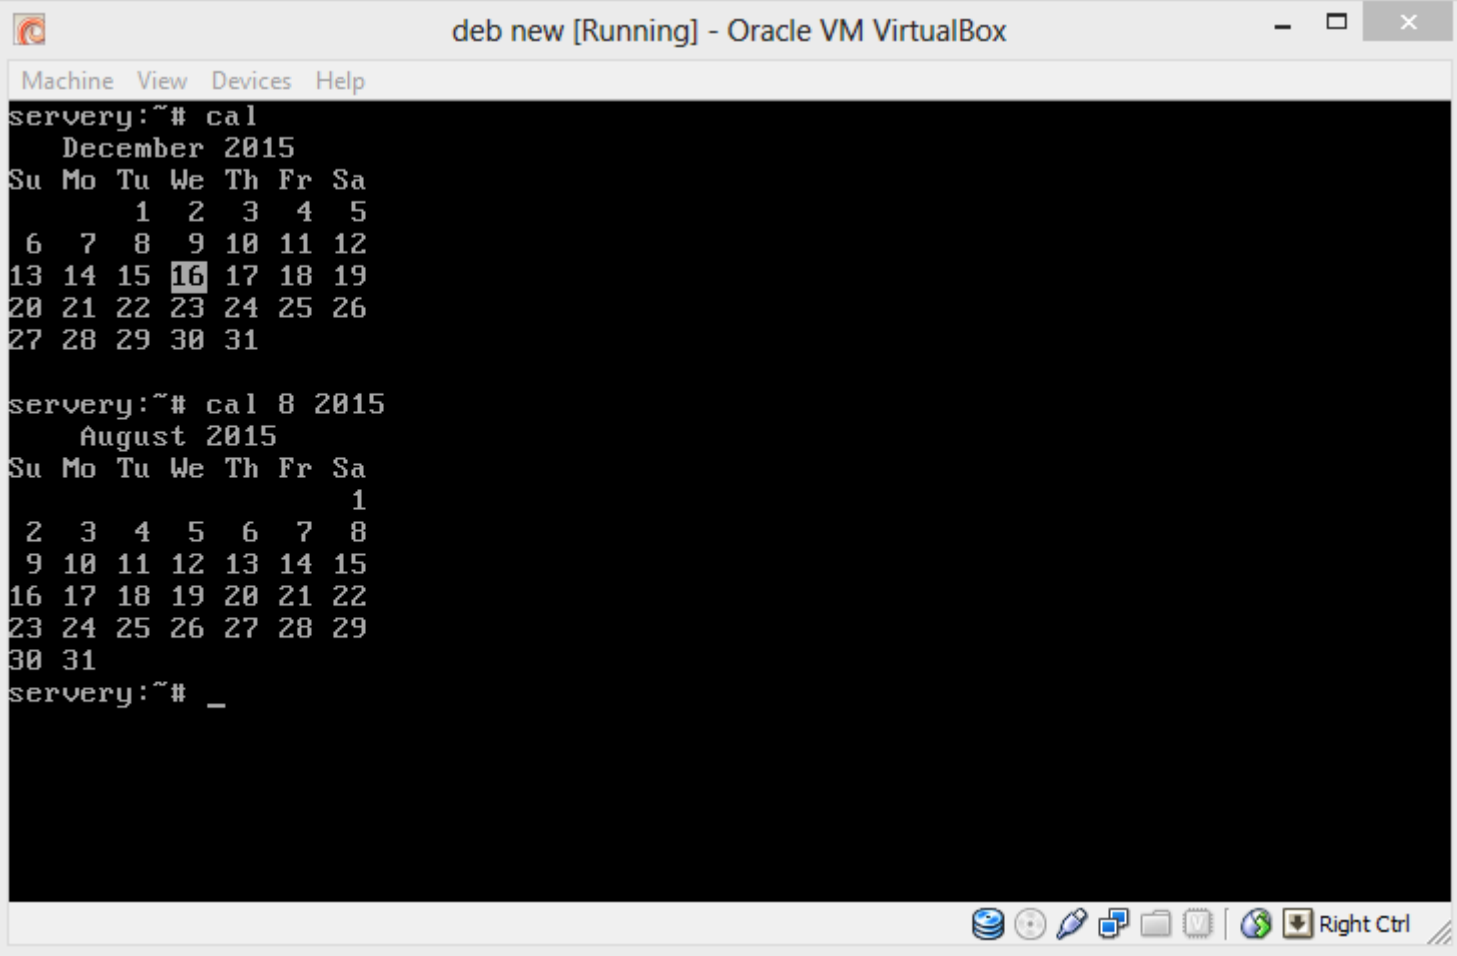 deb new [Running] - Oracle VM VirtualBox
Machine View Devices Help
servery:~# cal
   December 2015
Su Mo Tu We Th Fr Sa
       1  2  3  4  5
 6  7  8  9 10 11 12
13 14 15 16 17 18 19
20 21 22 23 24 25 26
27 28 29 30 31
servery:~# cal 8 2015
    August 2015
Su Mo Tu We Th Fr Sa
                   1
 2  3  4  5  6  7  8
 9 10 11 12 13 14 15
16 17 18 19 20 21 22
23 24 25 26 27 28 29
30 31
servery:~# _
Right Ctrl